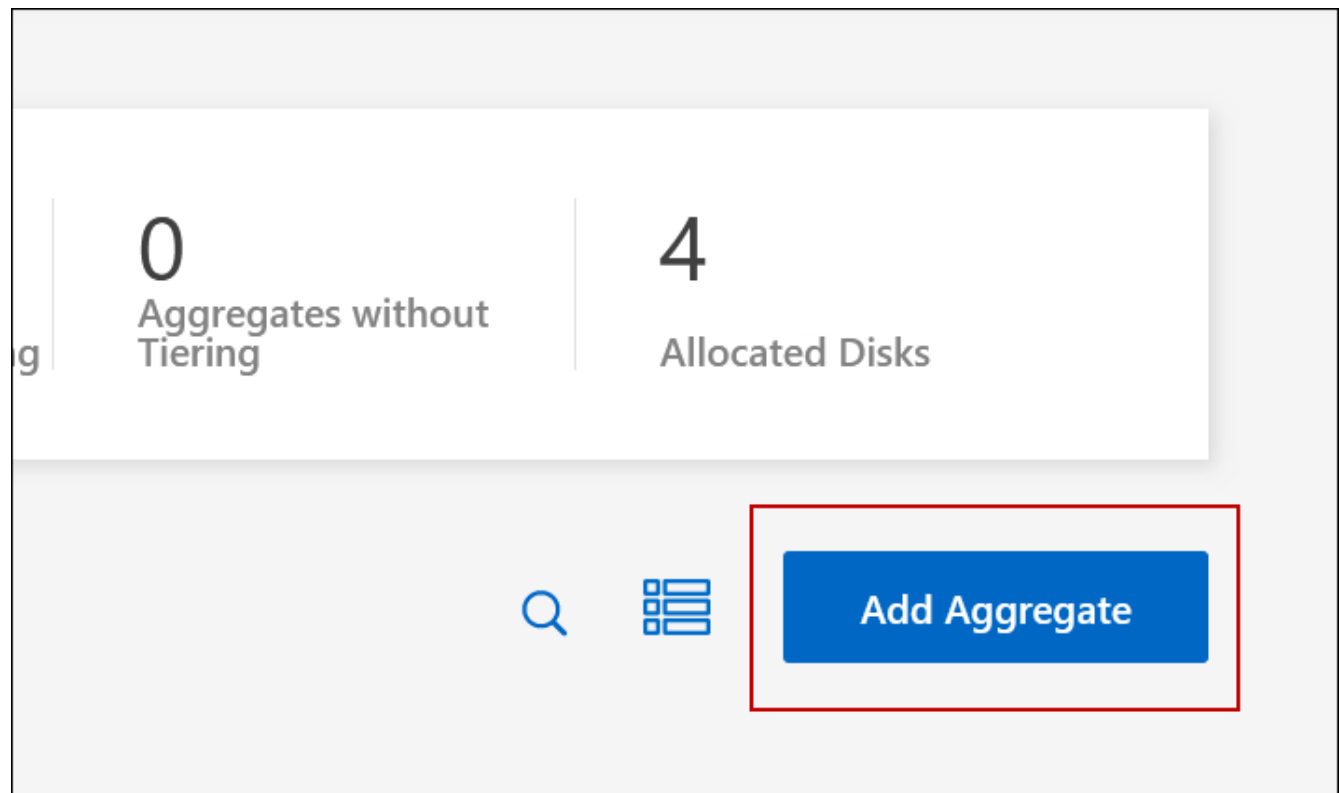 0
Aggregates without
Tiering
4
Allocated Disks
Add Aggregate